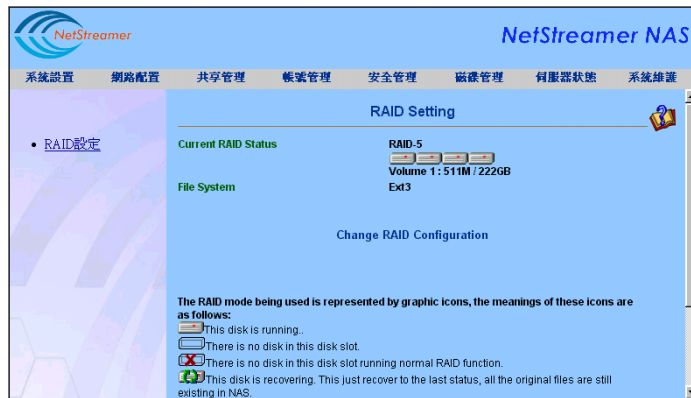 NetStreamer
NetStreamer NAS
系統設置 網路配置 共享管理 帳號管理 安全管理 磁碟管理 伺服器狀態 系統維護
RAID Setting
• RAID設定
Current RAID Status RAID-5
Volume 1 : 511M / 222GB
File System Ext3
Change RAID Configuration
The RAID mode being used is represented by graphic icons, the meanings of these icons are
as follows:
This disk is running..
There is no disk in this disk slot.
There is no disk in this disk slot running normal RAID function.
This disk is recovering. This just recover to the last status, all the original files are still
existing in NAS.